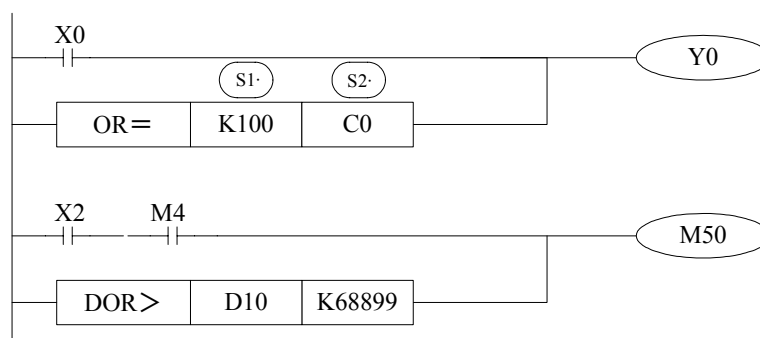 X0
Y0
S1· S2·
OR= K100 C0
X2 M4
M50
DOR> D10 K68899